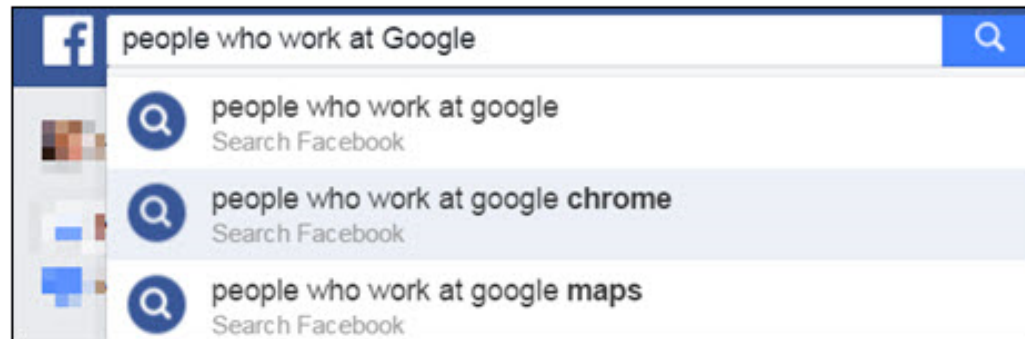 f people who work at Google
people who work at google
Search Facebook
people who work at google chrome
Search Facebook
people who work at google maps
Search Facebook